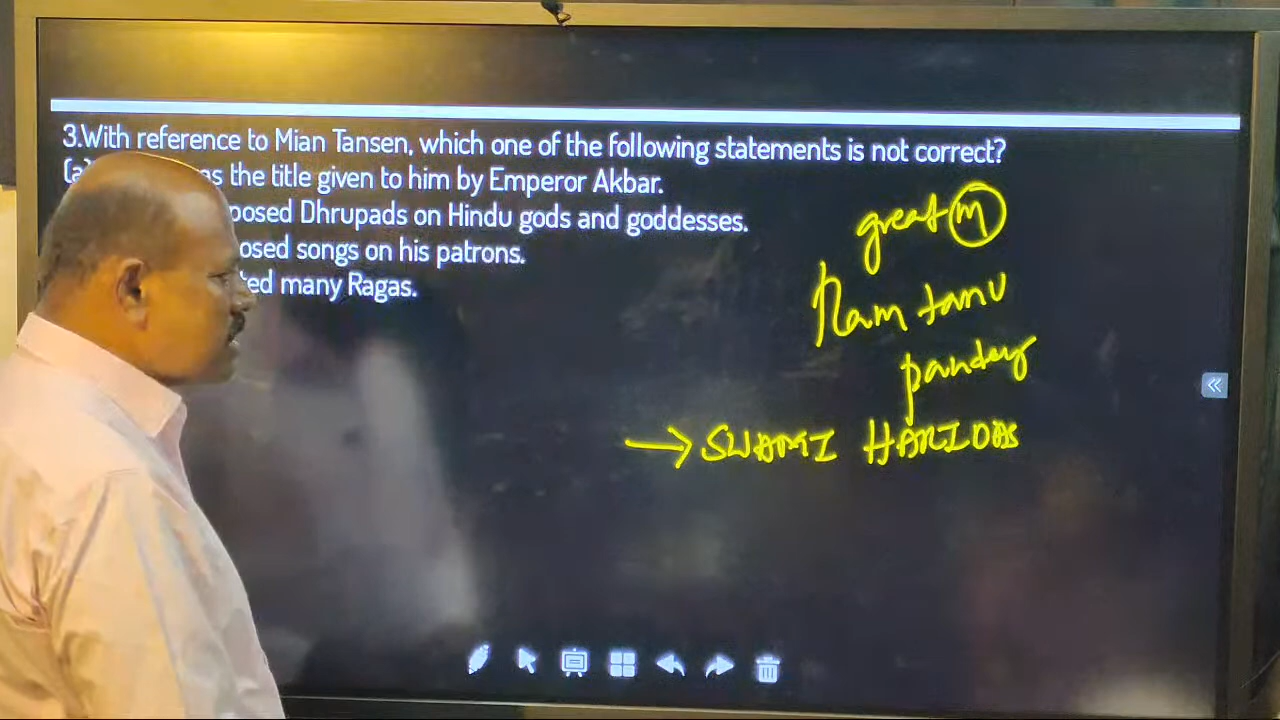 3.With reference to Mian Tansen, which one of the following statements is not correct?
(a) as the title given to him by Emperor Akbar.
posed Dhrupads on Hindu gods and goddesses.
osed songs on his patrons.
ted many Ragas.
great M
Ram tanu
pandey
→ SWAMI HARIDAS